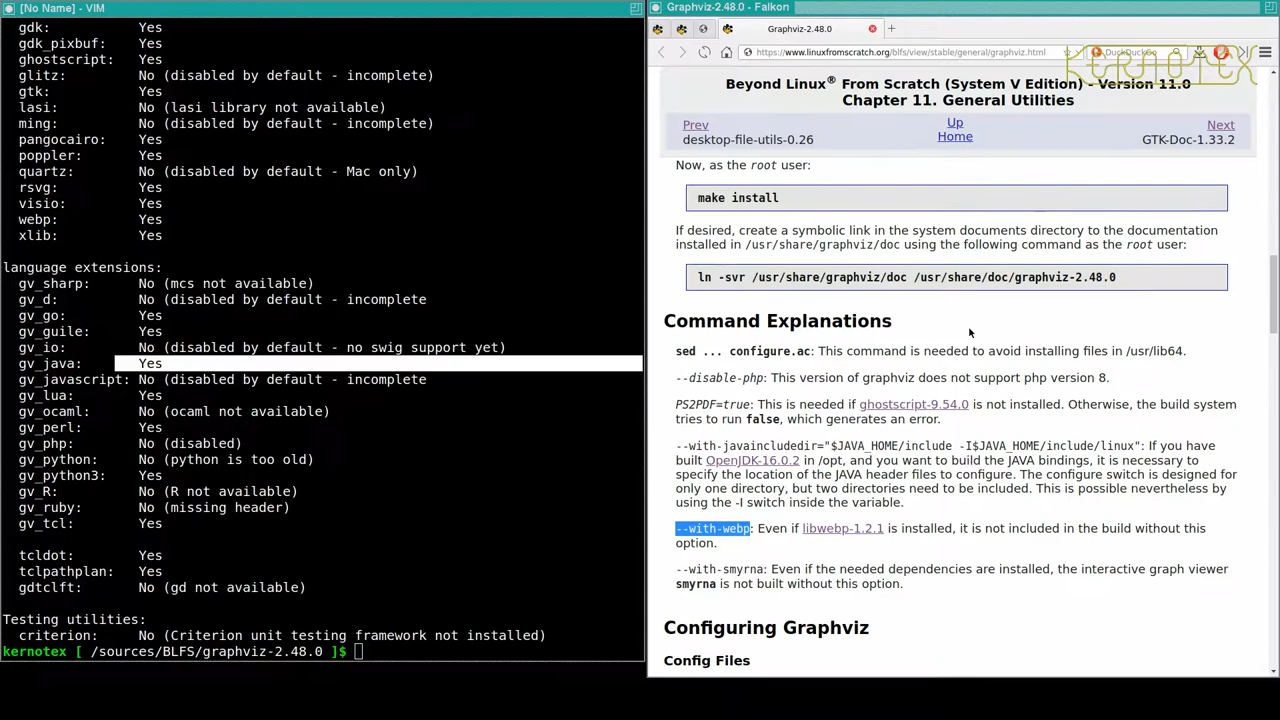 [No Name] - VIM
gdk: Yes
gdk_pixbuf: Yes
ghostscript: Yes
glitz: No (disabled by default - incomplete)
gtk: Yes
lasi: No (lasi library not available)
ming: No (disabled by default - incomplete)
pangocairo: Yes
poppler: Yes
quartz: No (disabled by default - Mac only)
rsvg: Yes
visio: Yes
webp: Yes
xlib: Yes
language extensions:
gv_sharp: No (mcs not available)
gv_d: No (disabled by default - incomplete
gv_go: Yes
gv_guile: Yes
gv_io: No (disabled by default - no swig support yet)
gv_java: Yes
gv_javascript: No (disabled by default - incomplete
gv_lua: Yes
gv_ocaml: No (ocaml not available)
gv_perl: Yes
gv_php: No (disabled)
gv_python: No (python is too old)
gv_python3: Yes
gv_R: No (R not available)
gv_ruby: No (missing header)
gv_tcl: Yes
tcldot: Yes
tclpathplan: Yes
gdtclft: No (gd not available)
Testing utilities:
criterion: No (Criterion unit testing framework not installed)
kernotex [ /sources/BLFS/graphviz-2.48.0 ]$
Graphviz-2.48.0 - Falkon
Graphviz-2.48.0
https://www.linuxfromscratch.org/blfs/view/stable/general/graphviz.html
DuckDuckGo
KERNOTEX
Beyond Linux® From Scratch (System V Edition) - Version 11.0
Chapter 11. General Utilities
Prev Up Next
desktop-file-utils-0.26 Home GTK-Doc-1.33.2
Now, as the root user:
make install
If desired, create a symbolic link in the system documents directory to the documentation
installed in /usr/share/graphviz/doc using the following command as the root user:
ln -svr /usr/share/graphviz/doc /usr/share/doc/graphviz-2.48.0
Command Explanations
sed ... configure.ac: This command is needed to avoid installing files in /usr/lib64.
--disable-php: This version of graphviz does not support php version 8.
PS2PDF=true: This is needed if ghostscript-9.54.0 is not installed. Otherwise, the build system
tries to run false, which generates an error.
--with-javaincludedir="$JAVA_HOME/include -I$JAVA_HOME/include/linux": If you have
built OpenJDK-16.0.2 in /opt, and you want to build the JAVA bindings, it is necessary to
specify the location of the JAVA header files to configure. The configure switch is designed for
only one directory, but two directories need to be included. This is possible nevertheless by
using the -I switch inside the variable.
--with-webp: Even if libwebp-1.2.1 is installed, it is not included in the build without this
option.
--with-smyrna: Even if the needed dependencies are installed, the interactive graph viewer
smyrna is not built without this option.
Configuring Graphviz
Config Files